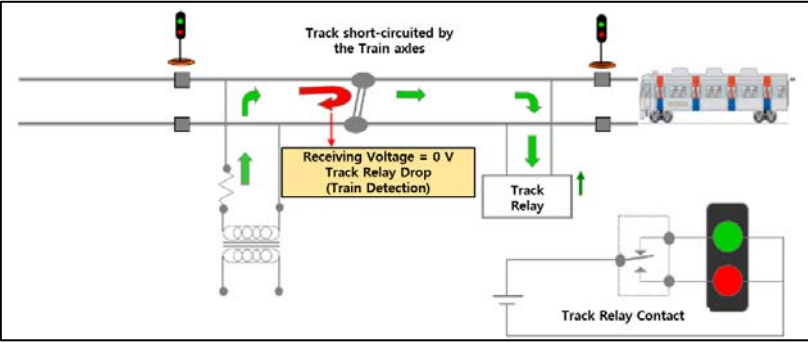 Track short-circuited by
the Train axles
Receiving Voltage = 0 V
Track Relay Drop
(Train Detection)
Track
Relay
Track Relay Contact